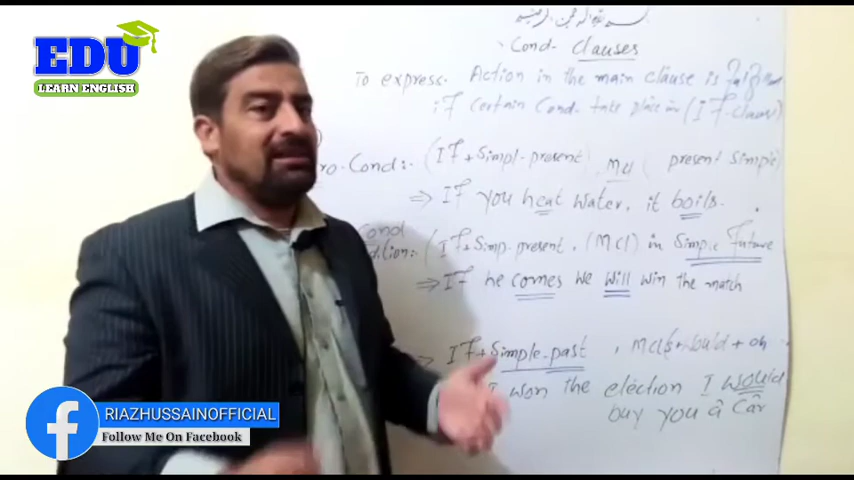 EDU
LEARN ENGLISH
Cond- Clauses
To express. Action in the main clause is
if certain Cond- take place in (IF-clause)
ro-Cond:- (IF+Simpl-present) MCl ( present simple)
⇒ If you heat water, it boils.
Cond
dition:- (IF+Simp.present, (MCl) in Simple Future
⇒ If he comes we will win the match
IF+Simple-past , MCl would +
I won the election I would
buy you a Car
RIAZHUSSAINOFFICIAL
Follow Me On Facebook